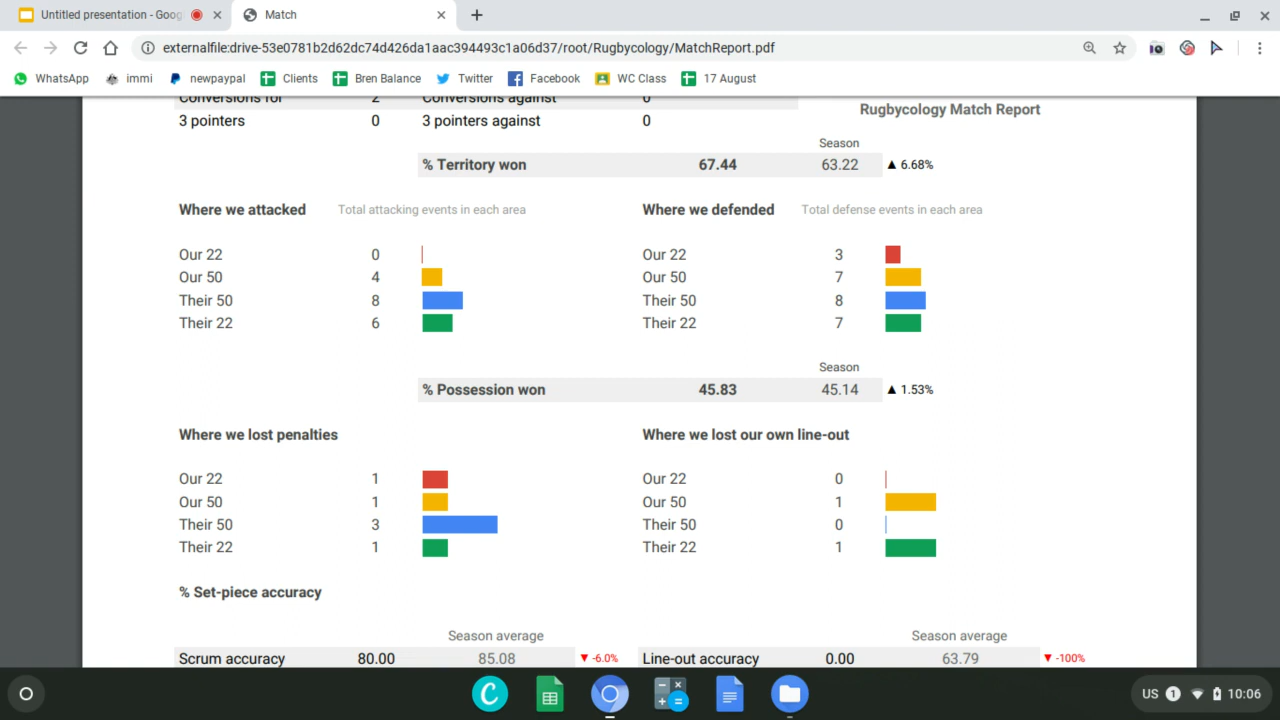 Untitled presentation - Goog
Match
externalfile:drive-53e0781b2d62dc74d426da1aac394493c1a06d37/root/Rugbycology/MatchReport.pdf
WhatsApp immi newpaypal Clients Bren Balance Twitter Facebook WC Class 17 August
Conversions for 2 Conversions against 0
Rugbycology Match Report
3 pointers 0 3 pointers against 0
Season
% Territory won 67.44 63.22 ▲ 6.68%
Where we attacked Total attacking events in each area
Our 22 0
Our 50 4
Their 50 8
Their 22 6
Where we defended Total defense events in each area
Our 22 3
Our 50 7
Their 50 8
Their 22 7
Season
% Possession won 45.83 45.14 ▲ 1.53%
Where we lost penalties
Our 22 1
Our 50 1
Their 50 3
Their 22 1
Where we lost our own line-out
Our 22 0
Our 50 1
Their 50 0
Their 22 1
% Set-piece accuracy
Season average
Scrum accuracy 80.00 85.08 ▼ -6.0%
Season average
Line-out accuracy 0.00 63.79 ▼ -100%
US 1 10:06